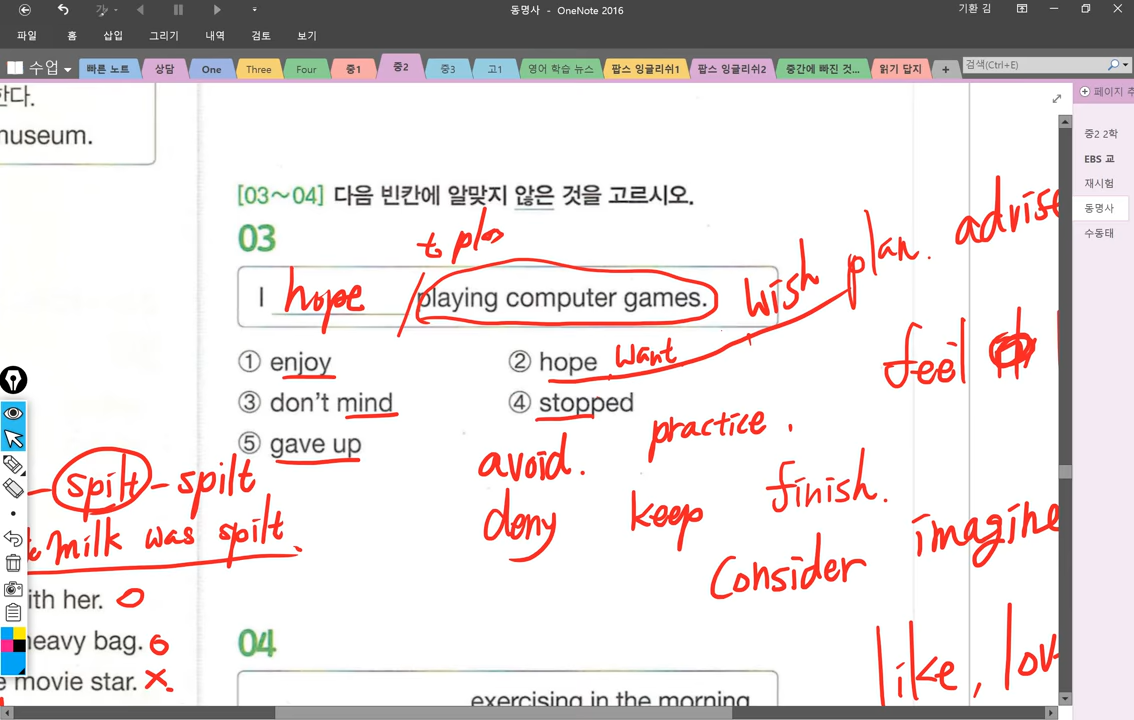 동명사 - OneNote 2016
기환 김
파일 홈 삽입 그리기 내역 검토 보기
수업 빠른 노트 상담 One Three Four 중1 중2 중3 고1 영어 학습 뉴스 팝스 잉글리쉬1 팝스 잉글리쉬2 중간에 빠진 것... 읽기 답지
검색(Ctrl+E)
페이지 추
중2 2학
EBS 교
재시험
동명사
수동태
한다.
museum.
[03~04] 다음 빈칸에 알맞지 않은 것을 고르시오.
03
to
I hope playing computer games.
wish plan. advise
① enjoy ② hope want
feel
③ don't mind ④ stopped
⑤ gave up
practice.
avoid.
finish.
deny keep
imagine
consider
spilt - spilt
milk was spilt
ith her. O
heavy bag. O
e movie star. X.
like, lov
04
exercising in the morning